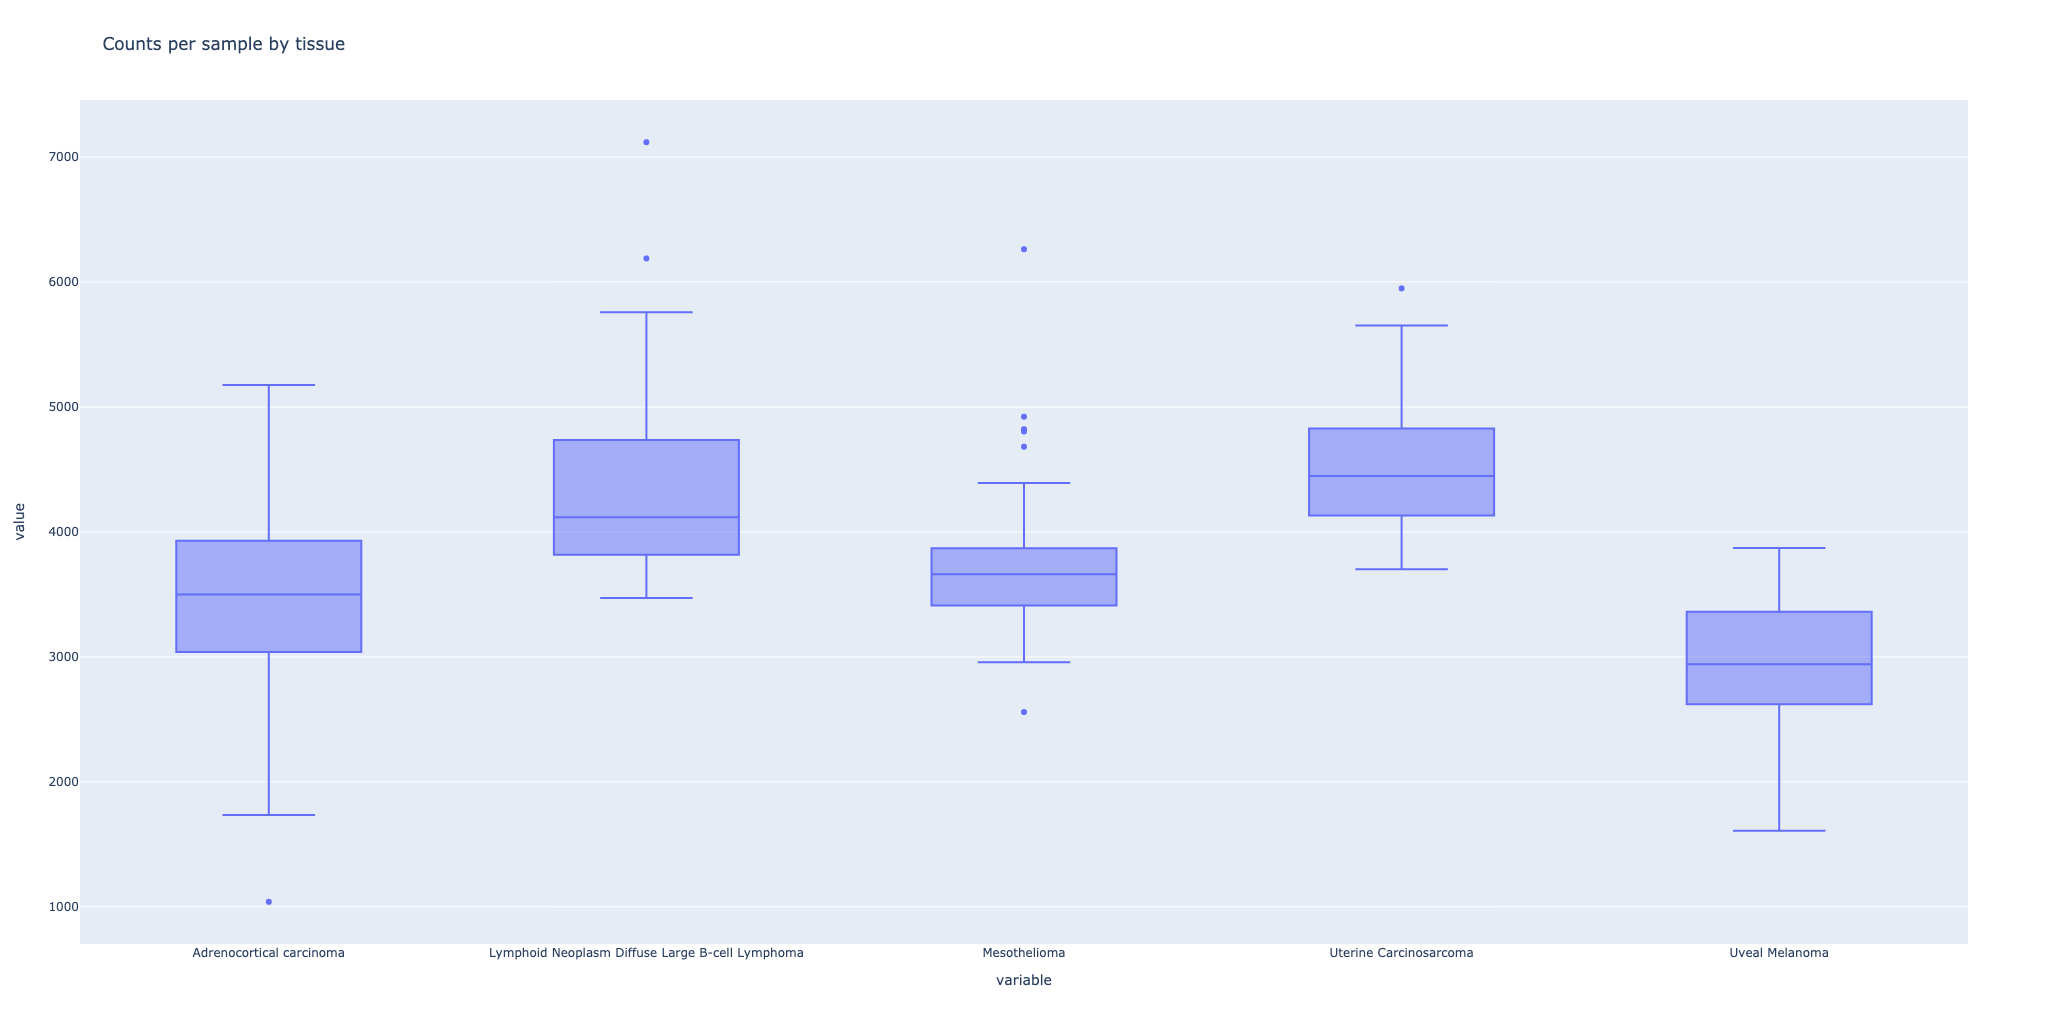 Counts per sample by tissue
7000
6000
5000
4000
3000
2000
1000
value
Adrenocortical carcinoma
Lymphoid Neoplasm Diffuse Large B-cell Lymphoma
Mesothelioma
Uterine Carcinosarcoma
Uveal Melanoma
variable